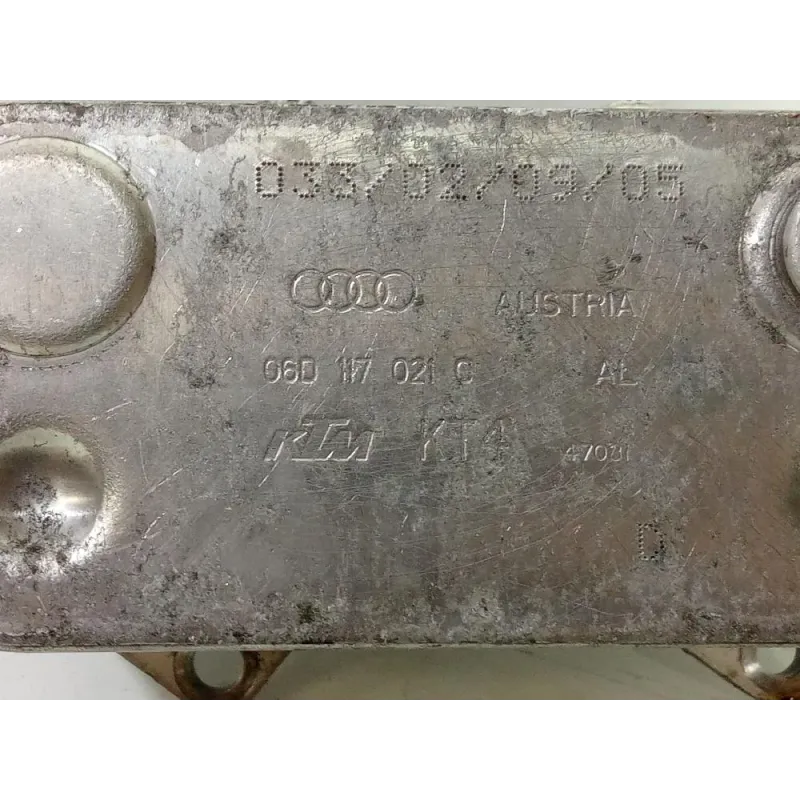 033/02/09/05
AUSTRIA
06D 117 021 C AL
KTM KT4 47031
D